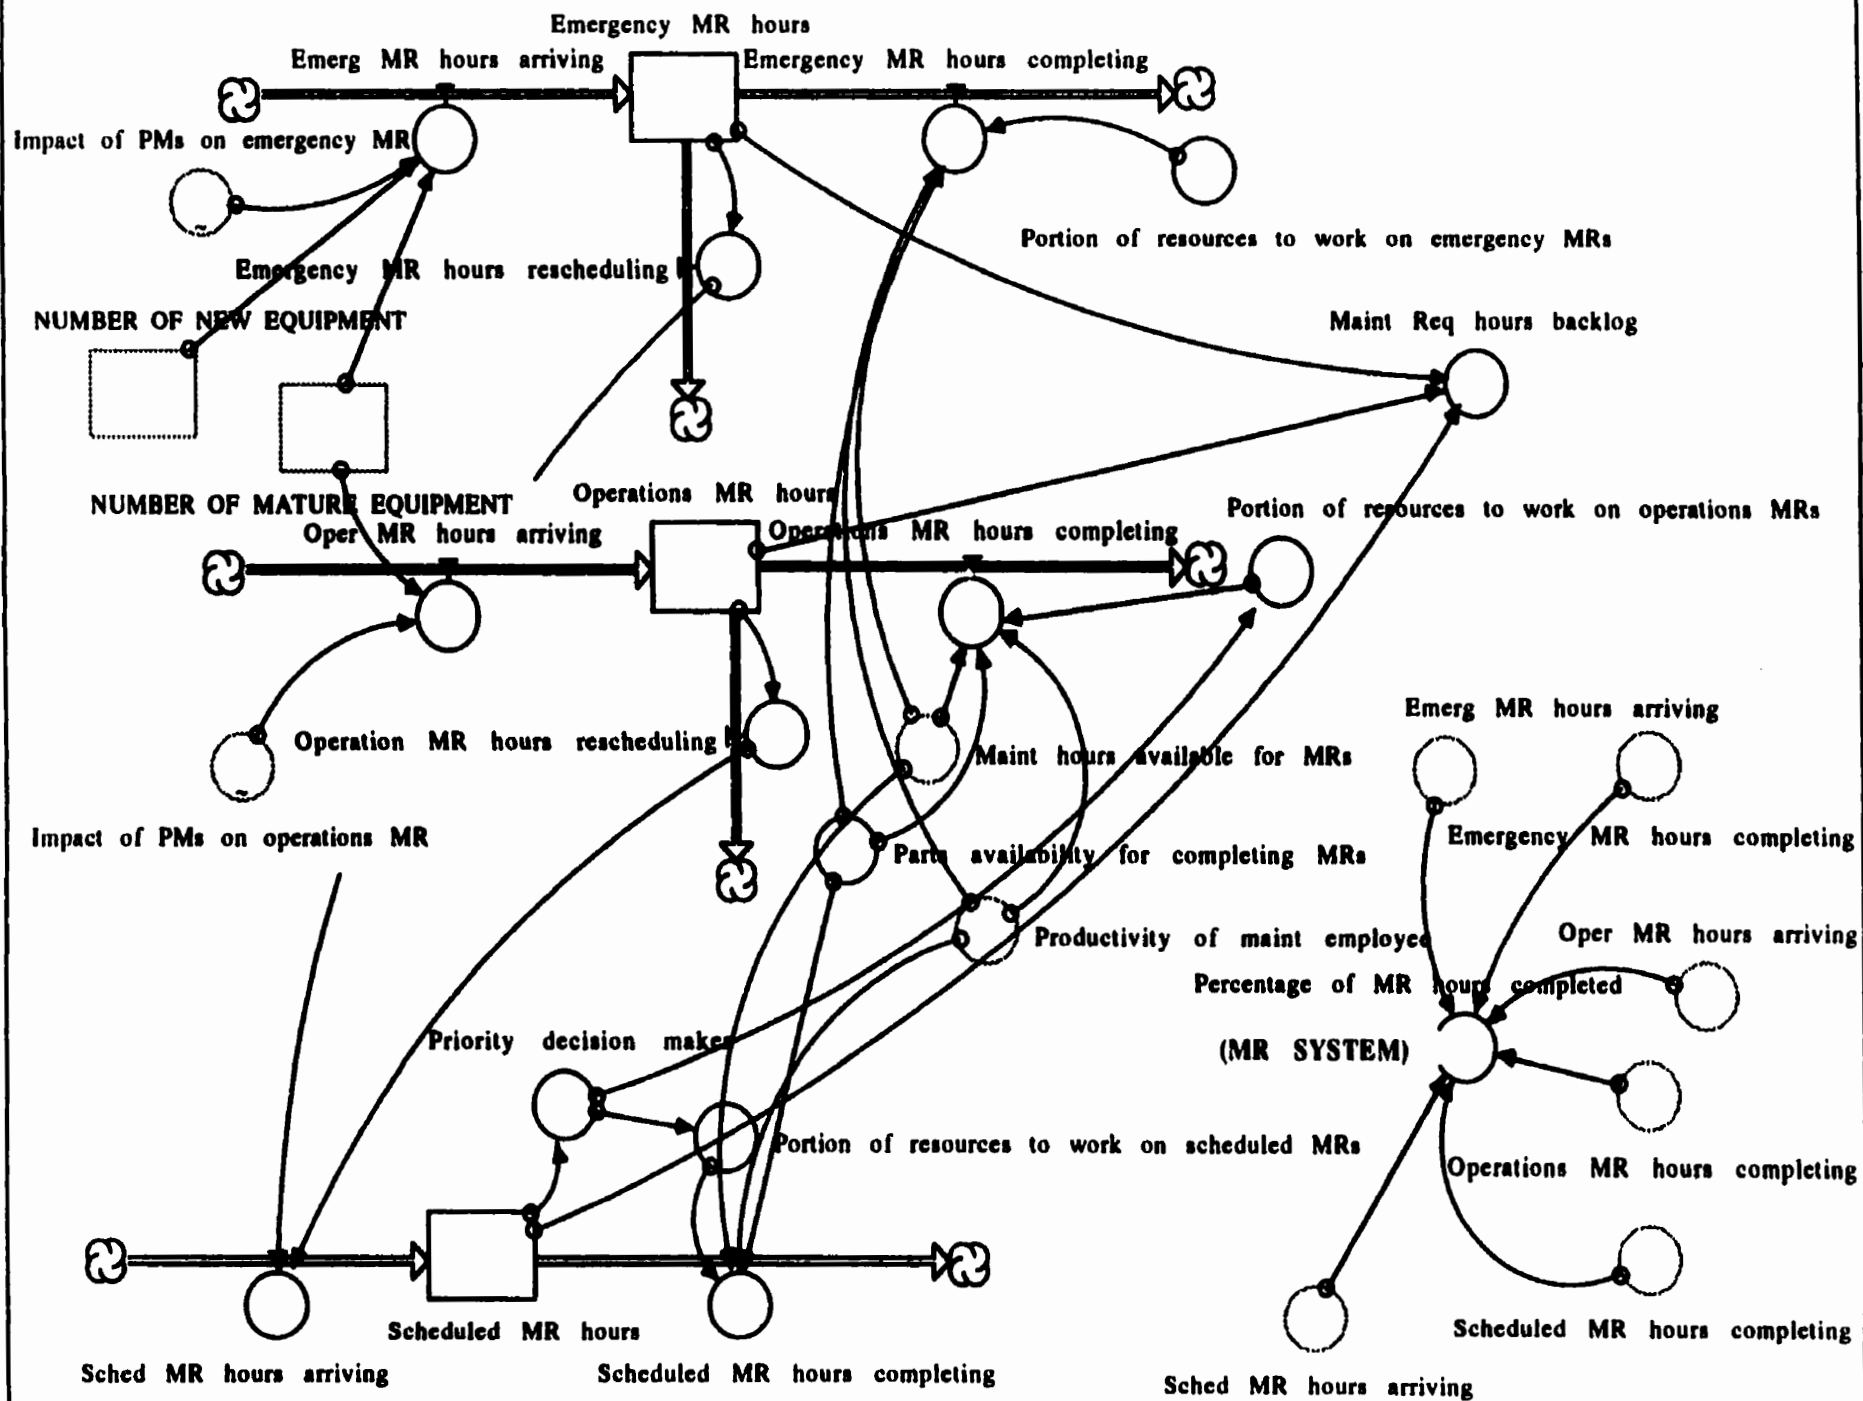 Emergency MR hours
Emerg MR hours arriving
Emergency MR hours completing
Impact of PMs on emergency MR
Portion of resources to work on emergency MRs
Emergency MR hours rescheduling
NUMBER OF NEW EQUIPMENT
Maint Req hours backlog
NUMBER OF MATURE EQUIPMENT
Operations MR hours
Portion of resources to work on operations MRs
Oper MR hours arriving
Operations MR hours completing
Emerg MR hours arriving
Operation MR hours rescheduling
Maint hours available for MRs
Impact of PMs on operations MR
Emergency MR hours completing
Parts availability for completing MRs
Productivity of maint employee
Oper MR hours arriving
Percentage of MR hours completed
Priority decision maker
(MR SYSTEM)
Portion of resources to work on scheduled MRs
Operations MR hours completing
Scheduled MR hours
Scheduled MR hours completing
Sched MR hours arriving
Scheduled MR hours completing
Sched MR hours arriving
~
~